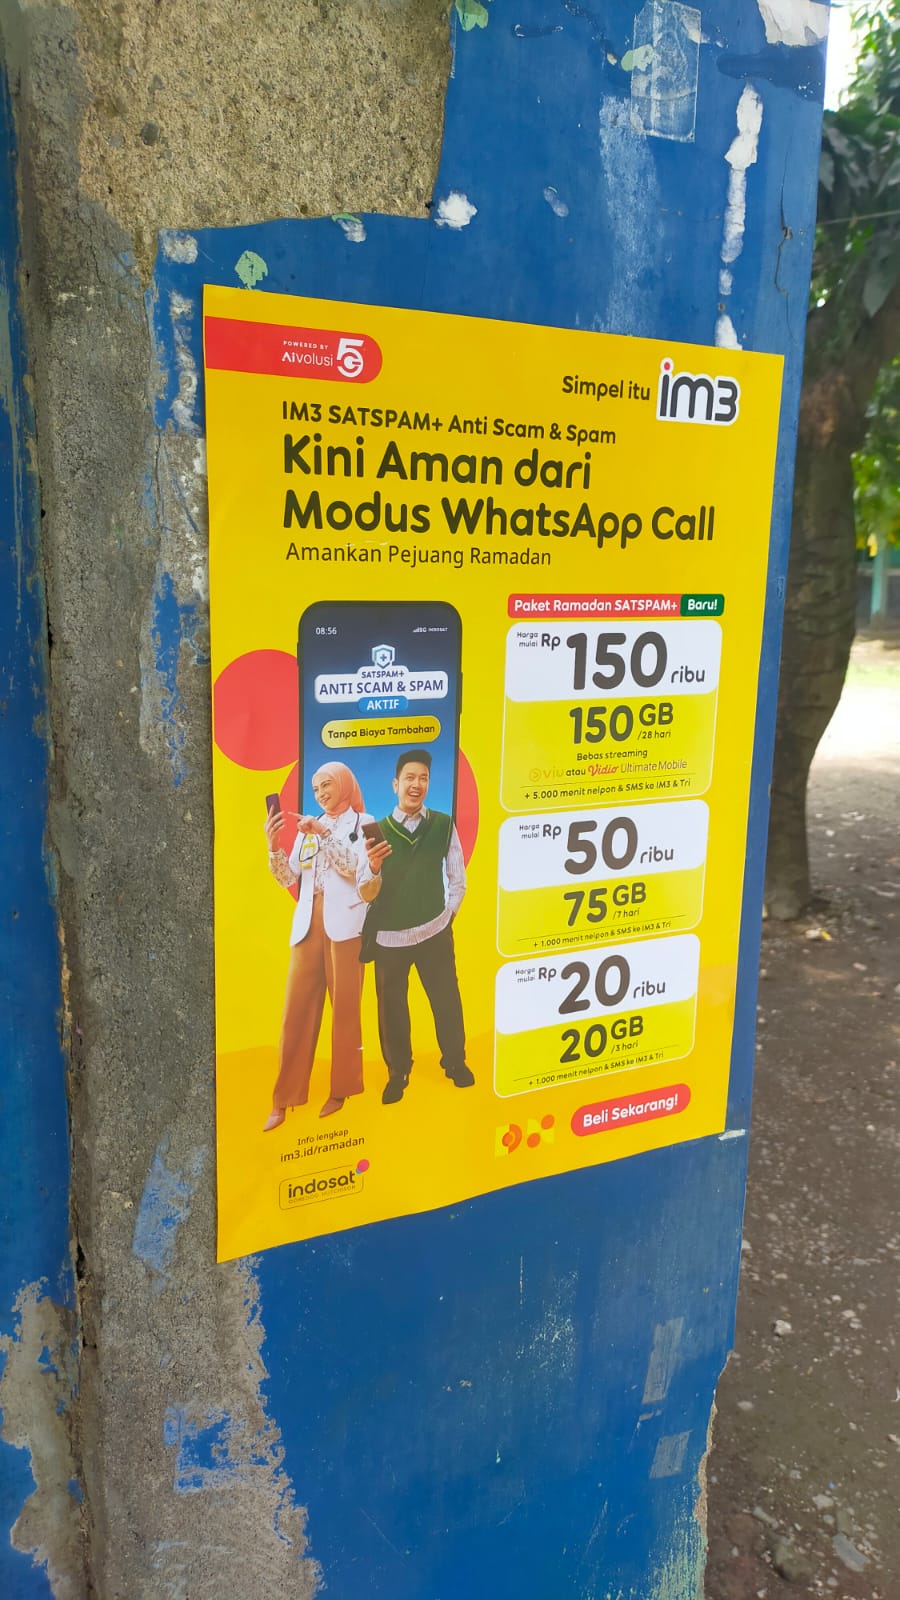 POWERED BY
AIvolusi 5G
Simpel itu im3
IM3 SATSPAM+ Anti Scam & Spam
Kini Aman dari
Modus WhatsApp Call
Amankan Pejuang Ramadan
08:56
5G INDOSAT
SATSPAM+
ANTI SCAM & SPAM
AKTIF
Tanpa Biaya Tambahan
Paket Ramadan SATSPAM+ Baru!
Harga mulai Rp 150 ribu
150 GB /28 hari
Bebas streaming
viu atau Vidio Ultimate Mobile
+ 5.000 menit nelpon & SMS ke IM3 & Tri
Harga mulai Rp 50 ribu
75 GB /7 hari
+ 1.000 menit nelpon & SMS ke IM3 & Tri
Harga mulai Rp 20 ribu
20 GB /3 hari
+ 1.000 menit nelpon & SMS ke IM3 & Tri
Beli Sekarang!
Info lengkap
im3.id/ramadan
indosat
OOREDOO HUTCHISON